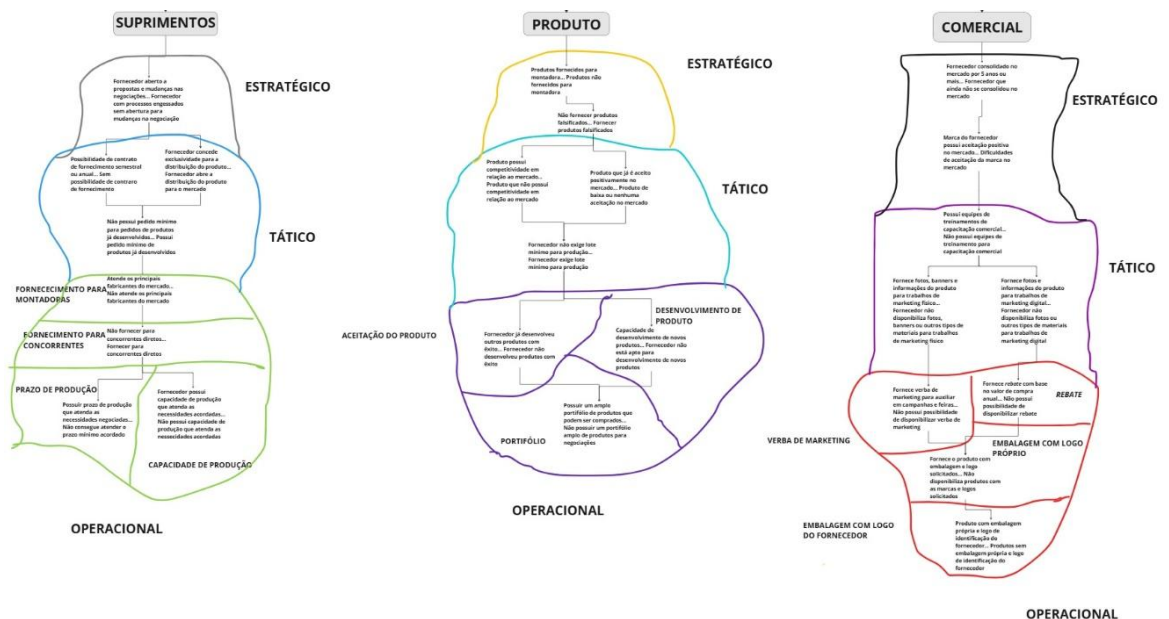 SUPRIMENTOS
ESTRATÉGICO
Fornecedor aberto a
propostas e mudanças nas
negociações... Fornecedor
com processos engessados
sem abertura para
mudanças na negociação
Possibilidade de contrato
de fornecimento semestral
ou anual... Sem
possibilidade de contrato
de fornecimento
Fornecedor concede
exclusividade para a
distribuição do produto...
Fornecedor abre a
distribuição do produto
para o mercado
TÁTICO
Não possui pedido mínimo
para pedidos de produtos
já desenvolvidos... Possui
pedido mínimo de
produtos já desenvolvidos
FORNECECIMENTO PARA
MONTADORAS
Atende os principais
fabricantes do mercado...
Não atende os principais
fabricantes do mercado
FORNECIMENTO PARA
CONCORRENTES
Não fornecer para
concorrentes diretos...
Fornecer para
concorrentes diretos
PRAZO DE PRODUÇÃO
Possuir prazo de produção
que atenda as
necessidades negociadas...
Não consegue atender o
prazo mínimo acordado
Fornecedor possui
capacidade de produção
que atenda as
necessidades acordadas...
Não possui capacidade de
produção que atenda as
necessidades acordadas
CAPACIDADE DE PRODUÇÃO
OPERACIONAL
PRODUTO
ESTRATÉGICO
Produtos fornecidos para
montadora... Produtos não
fornecidos para
montadora
Não fornecer produtos
falsificados... Fornecer
produtos falsificados
TÁTICO
Produto possui
competitividade em
relação ao mercado...
Produto que não possui
competitividade em
relação ao mercado
Produto que já é aceito
positivamente no
mercado... Produto de
baixa ou nenhuma
aceitação no mercado
Fornecedor não exige lote
mínimo para produção...
Fornecedor exige lote
mínimo para produção
ACEITAÇÃO DO PRODUTO
Fornecedor já desenvolveu
outros produtos com
êxito... Fornecedor não
desenvolveu produtos com
êxito
DESENVOLVIMENTO DE
PRODUTO
Capacidade de
desenvolvimento de novos
produtos... Fornecedor não
está apto para
desenvolvimento de novos
produtos
PORTIFÓLIO
Possuir um amplo
portifólio de produtos que
podem ser comprados...
Não possuir um portifólio
amplo de produtos para
negociações
OPERACIONAL
COMERCIAL
ESTRATÉGICO
Fornecedor consolidado no
mercado por 5 anos ou
mais... Fornecedor que
ainda não se consolidou no
mercado
Marca do fornecedor
possui aceitação positiva
no mercado... Dificuldades
de aceitação da marca no
mercado
TÁTICO
Possui equipes de
treinamentos de
capacitação comercial...
Não possui equipes de
treinamento para
capacitação comercial
Fornece fotos, banners e
informações do produto
para trabalhos de
marketing físico...
Fornecedor não
disponibiliza fotos,
banners ou outros tipos de
materiais para trabalhos
de marketing físico
Fornece fotos e
informações do produto
para trabalhos de
marketing digital...
Fornecedor não
disponibiliza fotos ou
outros tipos de materiais
para trabalhos de
marketing digital
VERBA DE MARKETING
Fornece verba de
marketing para auxiliar
em campanhas e feiras...
Não possui possibilidade
de disponibilizar verba de
marketing
REBATE
Fornece rebate com base
no valor de compra
anual... Não possui
possibilidade de
disponibilizar rebate
EMBALAGEM COM LOGO
PRÓPRIO
Fornece o produto com
embalagem e logo
solicitados... Não
disponibiliza produtos com
as marcas e logos
solicitados
EMBALAGEM COM LOGO
DO FORNECEDOR
Produto com embalagem
própria e logo de
identificação do
fornecedor... Produtos sem
embalagem própria e logo
de identificação do
fornecedor
OPERACIONAL